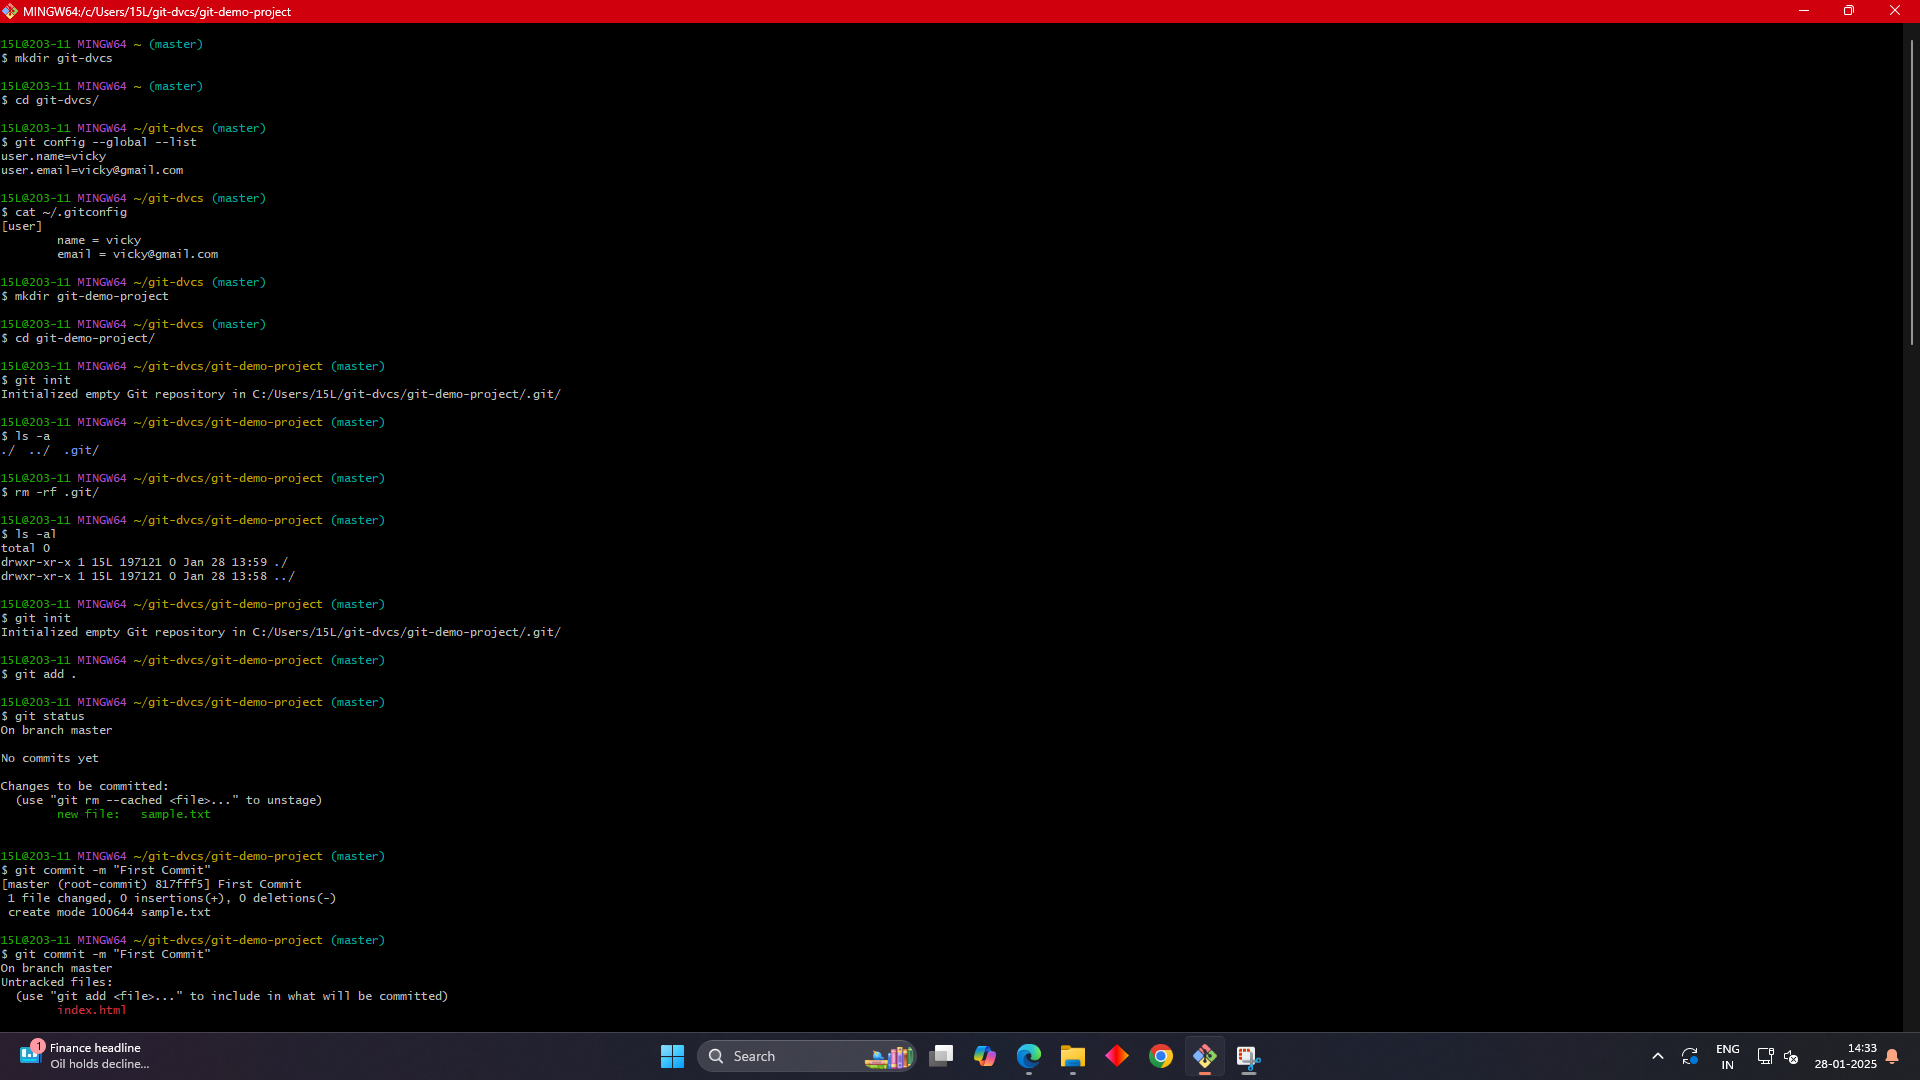 MINGW64:/c/Users/15L/git-dvcs/git-demo-project
15L@203-11 MINGW64 ~ (master)
$ mkdir git-dvcs
15L@203-11 MINGW64 ~ (master)
$ cd git-dvcs/
15L@203-11 MINGW64 ~/git-dvcs (master)
$ git config --global --list
user.name=vicky
user.email=vicky@gmail.com
15L@203-11 MINGW64 ~/git-dvcs (master)
$ cat ~/.gitconfig
[user]
        name = vicky
        email = vicky@gmail.com
15L@203-11 MINGW64 ~/git-dvcs (master)
$ mkdir git-demo-project
15L@203-11 MINGW64 ~/git-dvcs (master)
$ cd git-demo-project/
15L@203-11 MINGW64 ~/git-dvcs/git-demo-project (master)
$ git init
Initialized empty Git repository in C:/Users/15L/git-dvcs/git-demo-project/.git/
15L@203-11 MINGW64 ~/git-dvcs/git-demo-project (master)
$ ls -a
./  ../  .git/
15L@203-11 MINGW64 ~/git-dvcs/git-demo-project (master)
$ rm -rf .git/
15L@203-11 MINGW64 ~/git-dvcs/git-demo-project (master)
$ ls -al
total 0
drwxr-xr-x 1 15L 197121 0 Jan 28 13:59 ./
drwxr-xr-x 1 15L 197121 0 Jan 28 13:58 ../
15L@203-11 MINGW64 ~/git-dvcs/git-demo-project (master)
$ git init
Initialized empty Git repository in C:/Users/15L/git-dvcs/git-demo-project/.git/
15L@203-11 MINGW64 ~/git-dvcs/git-demo-project (master)
$ git add .
15L@203-11 MINGW64 ~/git-dvcs/git-demo-project (master)
$ git status
On branch master
No commits yet
Changes to be committed:
  (use "git rm --cached <file>..." to unstage)
        new file:   sample.txt
15L@203-11 MINGW64 ~/git-dvcs/git-demo-project (master)
$ git commit -m "First Commit"
[master (root-commit) 817fff5] First Commit
 1 file changed, 0 insertions(+), 0 deletions(-)
 create mode 100644 sample.txt
15L@203-11 MINGW64 ~/git-dvcs/git-demo-project (master)
$ git commit -m "First Commit"
On branch master
Untracked files:
  (use "git add <file>..." to include in what will be committed)
        index.html
1
Finance headline
Oil holds decline...
Search
ENG
IN
14:33
28-01-2025